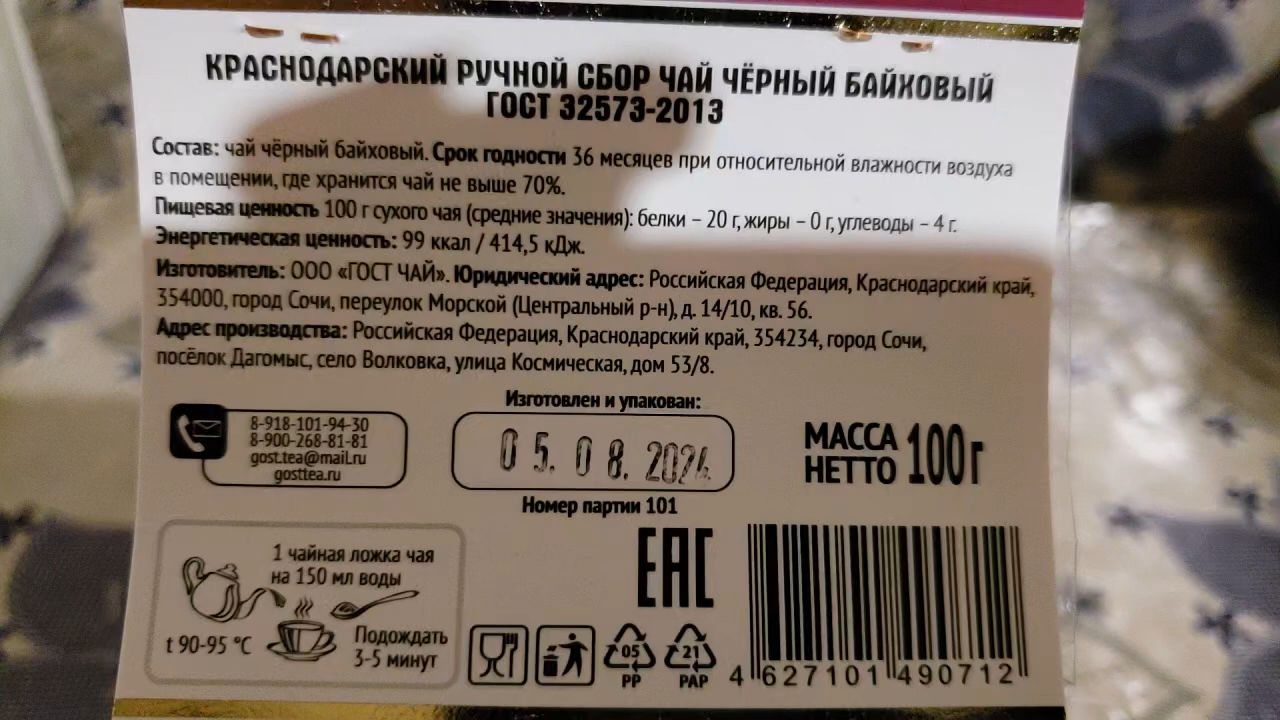 КРАСНОДАРСКИЙ РУЧНОЙ СБОР ЧАЙ ЧЁРНЫЙ БАЙХОВЫЙ
ГОСТ 32573-2013
Состав: чай чёрный байховый. Срок годности 36 месяцев при относительной влажности воздуха
в помещении, где хранится чай не выше 70%.
Пищевая ценность 100 г сухого чая (средние значения): белки – 20 г, жиры – 0 г, углеводы – 4 г.
Энергетическая ценность: 99 ккал / 414,5 кДж.
Изготовитель: ООО «ГОСТ ЧАЙ». Юридический адрес: Российская Федерация, Краснодарский край,
354000, город Сочи, переулок Морской (Центральный р-н), д. 14/10, кв. 56.
Адрес производства: Российская Федерация, Краснодарский край, 354234, город Сочи,
посёлок Дагомыс, село Волковка, улица Космическая, дом 53/8.
8-918-101-94-30
8-900-268-81-81
gost.tea@mail.ru
gosttea.ru
Изготовлен и упакован:
05.08.2024
Номер партии 101
МАССА
НЕТТО 100 г
1 чайная ложка чая
на 150 мл воды
t 90-95 °C
Подождать
3-5 минут
ЕАС
05
PP
21
PAP
4 627101 490712